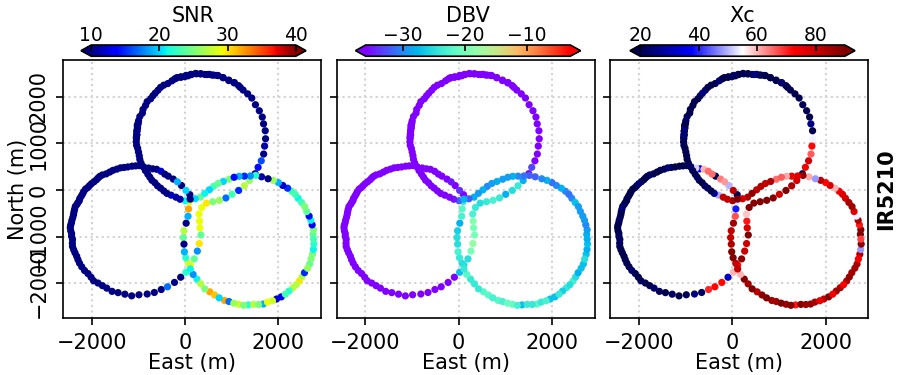 SNR DBV Xc
10 20 30 40 −30 −20 −10 20 40 60 80
North (m)
2000
1000
0
−1000
−2000
IR5210
−2000 0 2000 −2000 0 2000 −2000 0 2000
East (m) East (m) East (m)